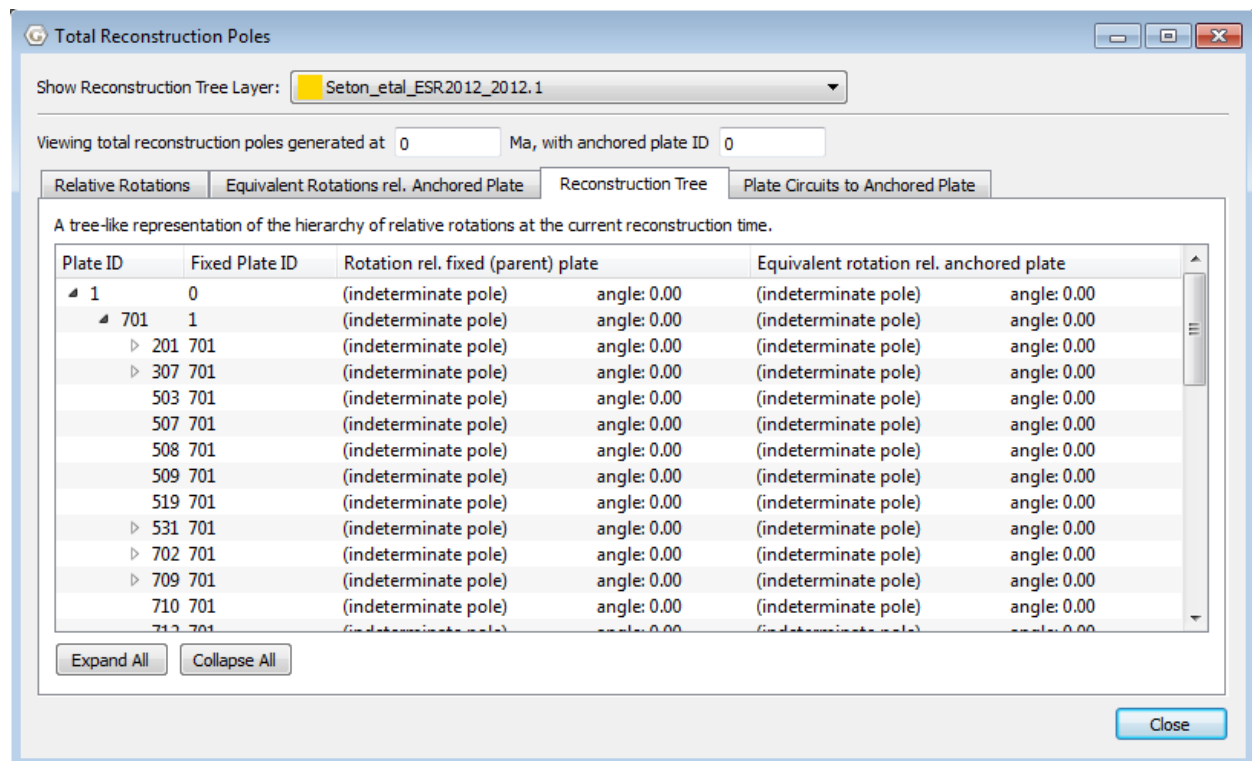 Total Reconstruction Poles
Show Reconstruction Tree Layer: Seton_etal_ESR2012_2012.1
Viewing total reconstruction poles generated at 0 Ma, with anchored plate ID 0
Relative Rotations Equivalent Rotations rel. Anchored Plate Reconstruction Tree Plate Circuits to Anchored Plate
A tree-like representation of the hierarchy of relative rotations at the current reconstruction time.
Plate ID Fixed Plate ID Rotation rel. fixed (parent) plate Equivalent rotation rel. anchored plate
1 0 (indeterminate pole) angle: 0.00 (indeterminate pole) angle: 0.00
701 1 (indeterminate pole) angle: 0.00 (indeterminate pole) angle: 0.00
201 701 (indeterminate pole) angle: 0.00 (indeterminate pole) angle: 0.00
307 701 (indeterminate pole) angle: 0.00 (indeterminate pole) angle: 0.00
503 701 (indeterminate pole) angle: 0.00 (indeterminate pole) angle: 0.00
507 701 (indeterminate pole) angle: 0.00 (indeterminate pole) angle: 0.00
508 701 (indeterminate pole) angle: 0.00 (indeterminate pole) angle: 0.00
509 701 (indeterminate pole) angle: 0.00 (indeterminate pole) angle: 0.00
519 701 (indeterminate pole) angle: 0.00 (indeterminate pole) angle: 0.00
531 701 (indeterminate pole) angle: 0.00 (indeterminate pole) angle: 0.00
702 701 (indeterminate pole) angle: 0.00 (indeterminate pole) angle: 0.00
709 701 (indeterminate pole) angle: 0.00 (indeterminate pole) angle: 0.00
710 701 (indeterminate pole) angle: 0.00 (indeterminate pole) angle: 0.00
701 (indeterminate pole) angle: 0.00 (indeterminate pole) angle: 0.00
Expand All Collapse All
Close